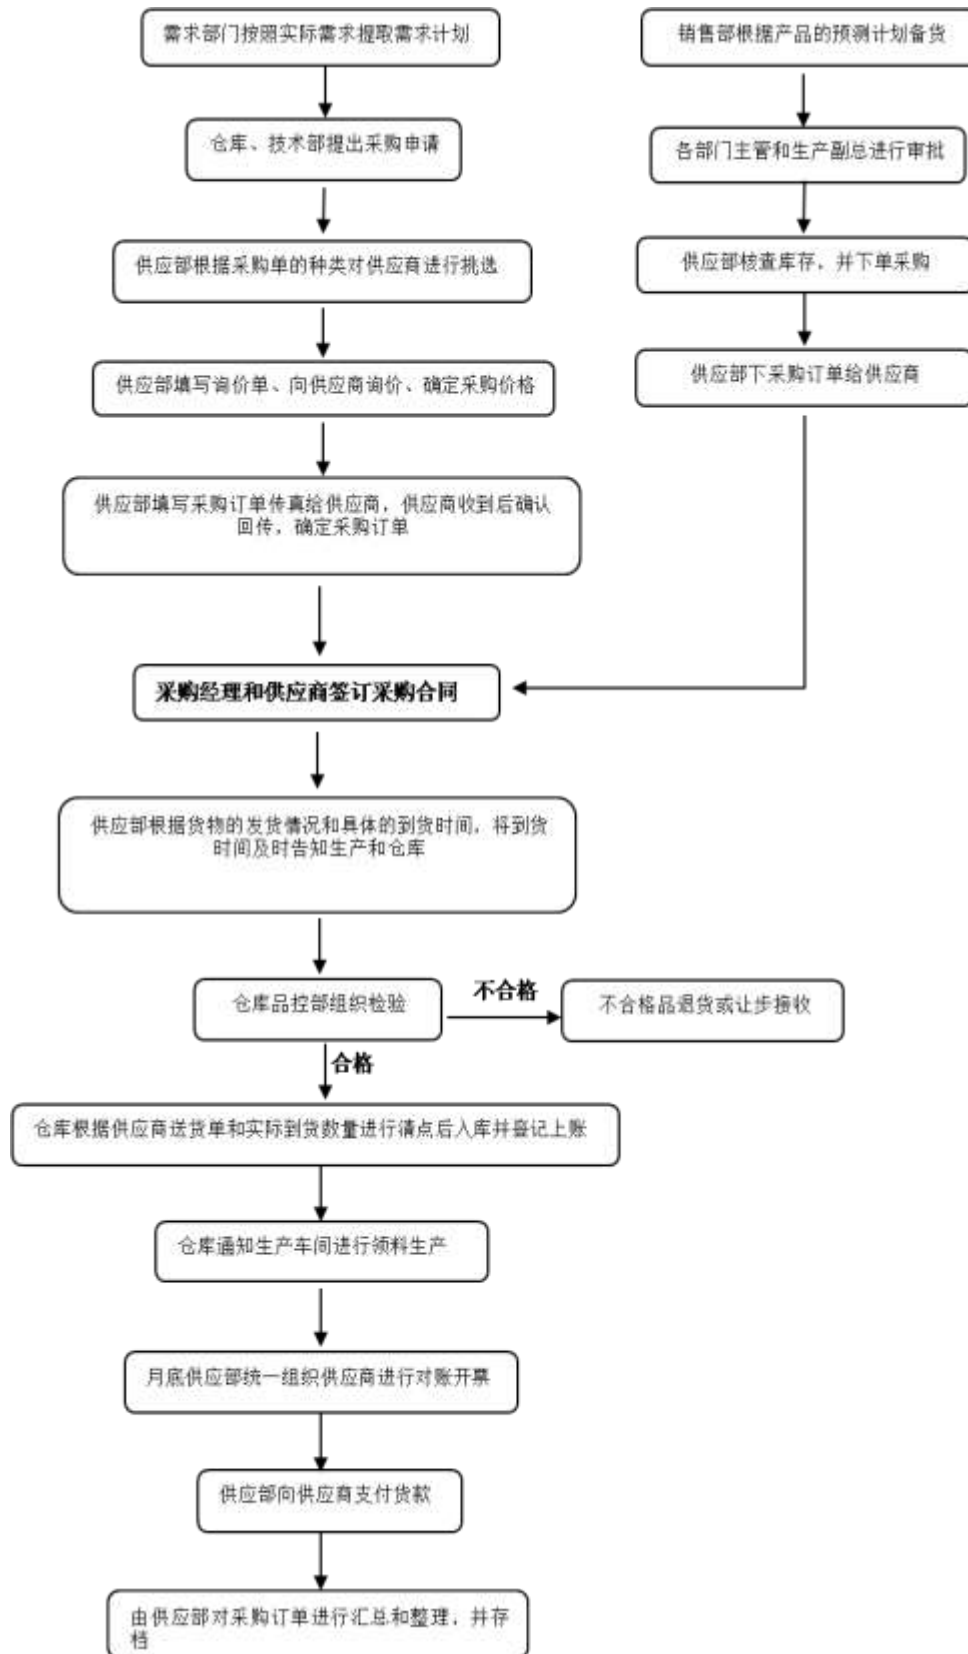 需求部门按照实际需求提取需求计划
仓库、技术部提出采购申请
供应部根据采购单的种类对供应商进行挑选
供应部填写询价单、向供应商询价、确定采购价格
供应部填写采购订单传真给供应商，供应商收到后确认
回传，确定采购订单
销售部根据产品的预测计划备货
各部门主管和生产副总进行审批
供应部核查库存，并下单采购
供应部下采购订单给供应商
采购经理和供应商签订采购合同
供应部根据货物的发货情况和具体的到货时间，将到货
时间及时告知生产和仓库
仓库品控部组织检验
不合格
不合格品退货或让步接收
合格
仓库根据供应商送货单和实际到货数量进行清点后入库并登记上账
仓库通知生产车间进行领料生产
月底供应部统一组织供应商进行对账开票
供应部向供应商支付货款
由供应部对采购订单进行汇总和整理，并存
档